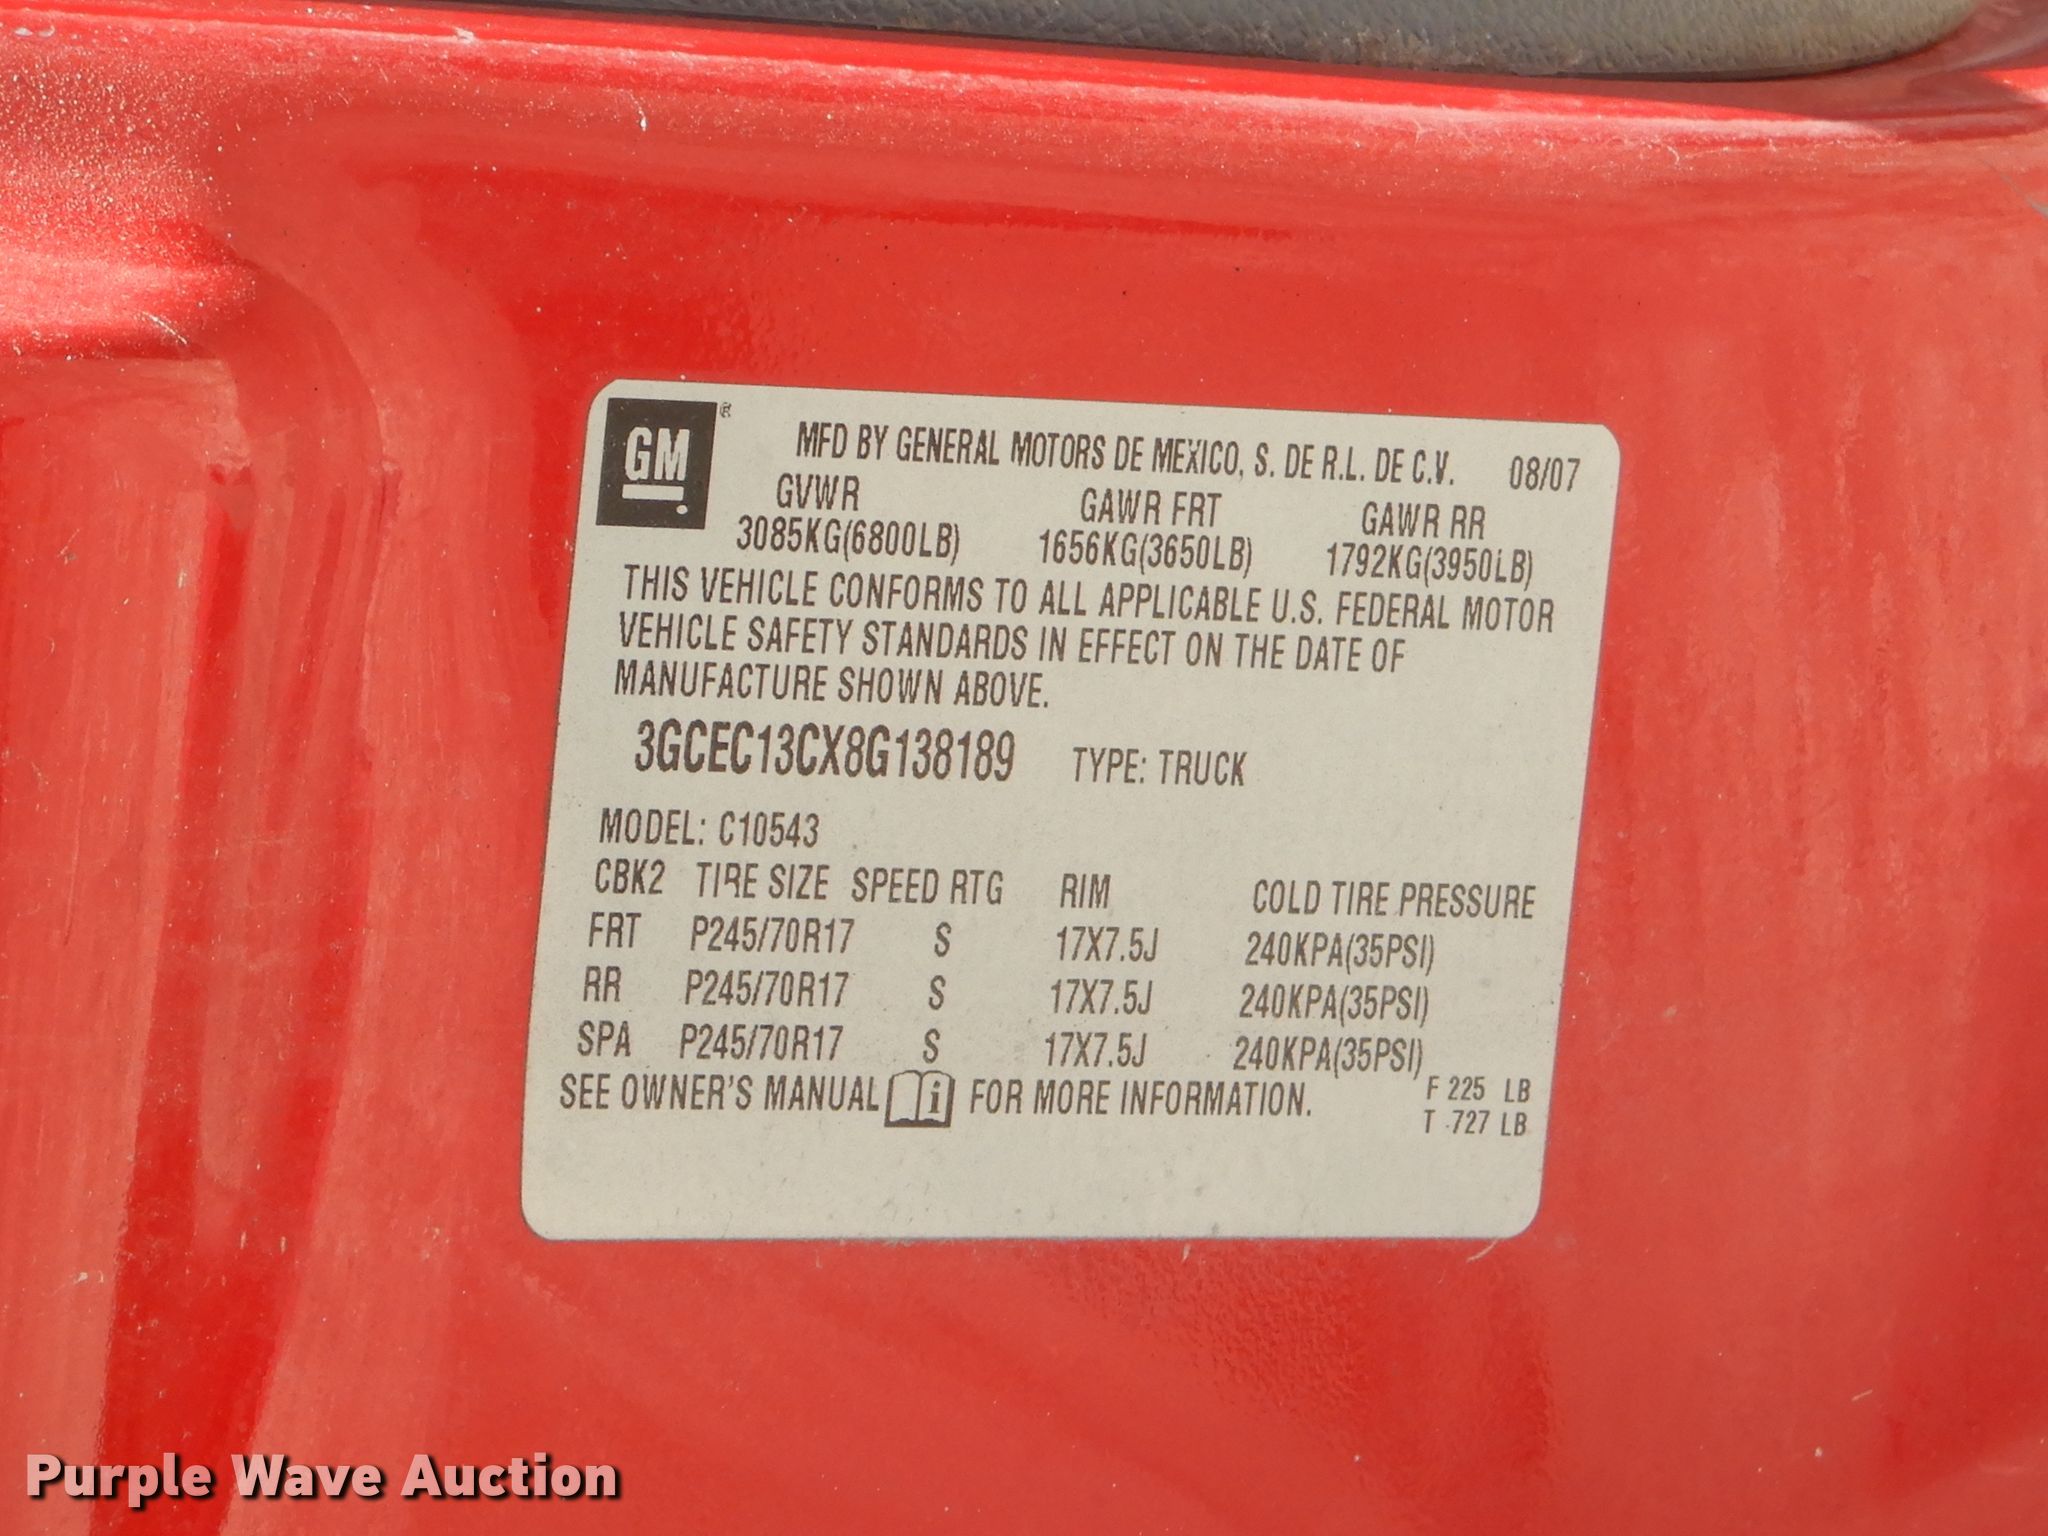 GM ®
MFD BY GENERAL MOTORS DE MEXICO, S. DE R.L. DE C.V. 08/07
GVWR GAWR FRT GAWR RR
3085KG(6800LB) 1656KG(3650LB) 1792KG(3950LB)
THIS VEHICLE CONFORMS TO ALL APPLICABLE U.S. FEDERAL MOTOR
VEHICLE SAFETY STANDARDS IN EFFECT ON THE DATE OF
MANUFACTURE SHOWN ABOVE.
3GCEC13CX8G138189 TYPE: TRUCK
MODEL: C10543
CBK2 TIRE SIZE SPEED RTG RIM COLD TIRE PRESSURE
FRT P245/70R17 S 17X7.5J 240KPA(35PSI)
RR P245/70R17 S 17X7.5J 240KPA(35PSI)
SPA P245/70R17 S 17X7.5J 240KPA(35PSI)
SEE OWNER'S MANUAL i FOR MORE INFORMATION.
F 225 LB
T 727 LB
Purple Wave Auction